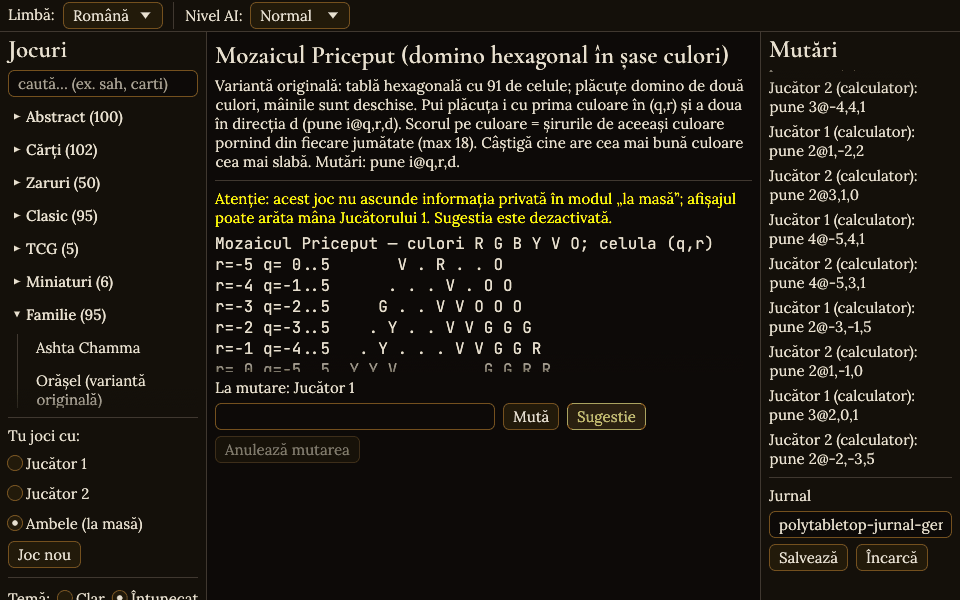 Limbă: Română ▼ Nivel AI: Normal ▼
Jocuri
caută... (ex. sah, carti)
▸ Abstract (100)
▸ Cărți (102)
▸ Zaruri (50)
▸ Clasic (95)
▸ TCG (5)
▸ Miniaturi (6)
▾ Familie (95)
Ashta Chamma
Orășel (variantă
originală)
Tu joci cu:
Jucător 1
Jucător 2
Ambele (la masă)
Joc nou
Temă: Clar Întunecat
Mozaicul Priceput (domino hexagonal în șase culori)
Variantă originală: tablă hexagonală cu 91 de celule; plăcuțe domino de două
culori, mâinile sunt deschise. Pui plăcuța i cu prima culoare în (q,r) și a doua
în direcția d (pune i@q,r,d). Scorul pe culoare = șirurile de aceeași culoare
pornind din fiecare jumătate (max 18). Câștigă cine are cea mai bună culoare
cea mai slabă. Mutări: pune i@q,r,d.
Atenție: acest joc nu ascunde informația privată în modul „la masă”; afișajul
poate arăta mâna Jucătorului 1. Sugestia este dezactivată.
Mozaicul Priceput — culori R G B Y V O; celula (q,r)
r=-5 q= 0..5 V . R . . O
r=-4 q=-1..5 . . . V . O O
r=-3 q=-2..5 G . . V V O O O
r=-2 q=-3..5 . Y . . V V G G G
r=-1 q=-4..5 . Y . . . V V G G R
r= 0 q=-5..5 Y Y V G G R R
La mutare: Jucător 1
Mută Sugestie
Anulează mutarea
Mutări
Jucător 2 (calculator):
pune 3@-4,4,1
Jucător 1 (calculator):
pune 2@1,-2,2
Jucător 2 (calculator):
pune 2@3,1,0
Jucător 1 (calculator):
pune 4@-5,4,1
Jucător 2 (calculator):
pune 4@-5,3,1
Jucător 1 (calculator):
pune 2@-3,-1,5
Jucător 2 (calculator):
pune 2@1,-1,0
Jucător 1 (calculator):
pune 3@2,0,1
Jucător 2 (calculator):
pune 2@-2,-3,5
Jurnal
polytabletop-jurnal-ger
Salvează Încarcă